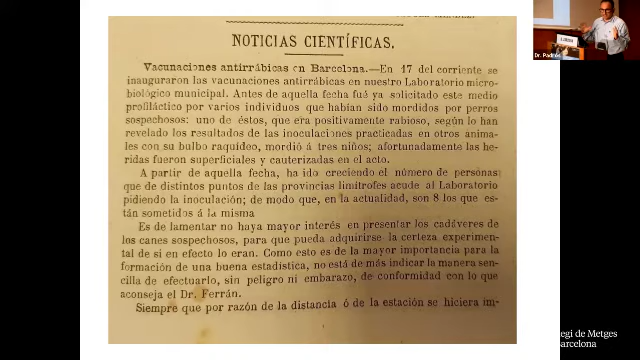 NOTICIAS CIENTÍFICAS.
Vacunaciones antirrábicas en Barcelona.—En 17 del corriente se
inauguraron las vacunaciones antirrábicas en nuestro Laboratorio micro-
biológico municipal. Antes de aquella fecha fué ya solicitado este medio
profiláctico por varios individuos que habían sido mordidos por perros
sospechosos: uno de éstos, que era positivamente rabioso, según lo han
revelado los resultados de las inoculaciones practicadas en otros anima-
les con su bulbo raquídeo, mordió á tres niños; afortunadamente las he-
ridas fueron superficiales y cauterizadas en el acto.
A partir de aquella fecha, ha ido creciendo el número de personas
que de distintos puntos de las provincias limítrofes acude al Laboratorio
pidiendo la inoculación; de modo que, en la actualidad, son 8 los que es-
tán sometidos á la misma
Es de lamentar no haya mayor interés en presentar los cadáveres
de los canes sospechosos, para que pueda adquirirse la certeza experimen-
tal de si en efecto lo eran. Como esto es de la mayor importancia para la
formación de una buena estadística, no está de más indicar la manera sen-
cilla de efectuarlo, sin peligro ni embarazo, de conformidad con lo que
aconseja el Dr. Ferrán.
Siempre que por razón de la distancia ó de la estación se hiciera im-
Dr. Padrós
egi de Metges
Barcelona